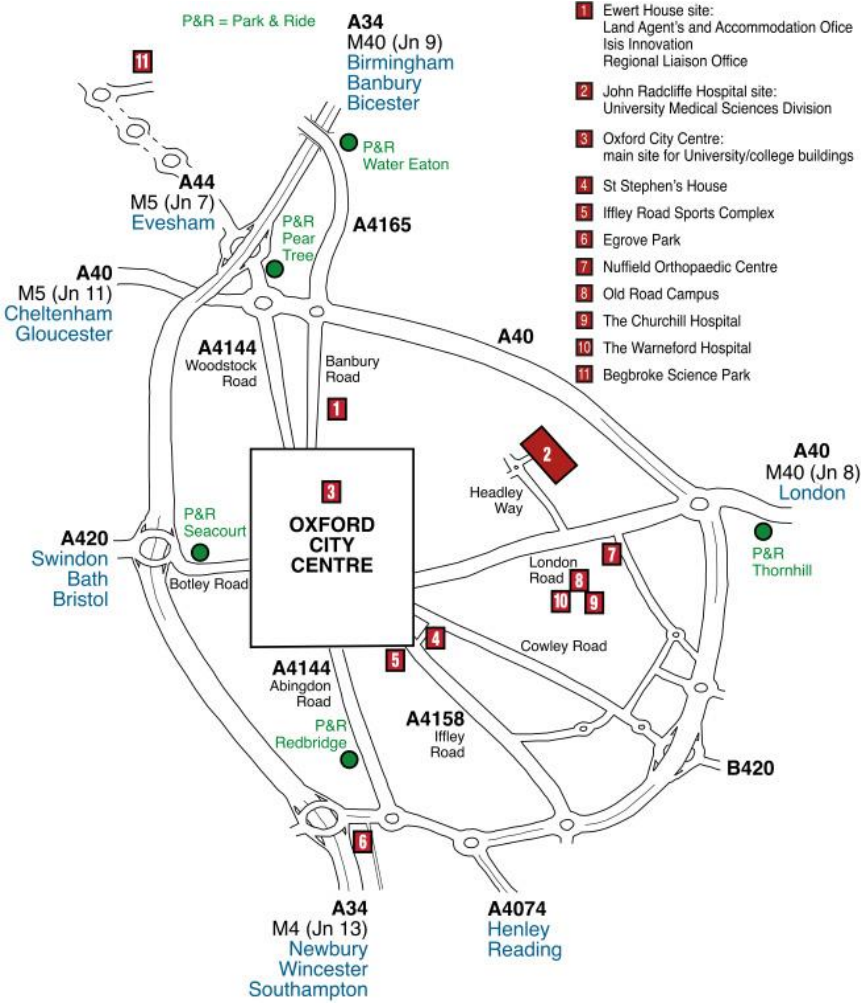 P&R = Park & Ride
A34
M40 (Jn 9)
Birmingham
Banbury
Bicester
1 Ewert House site:
Land Agent's and Accommodation Ofice
Isis Innovation
Regional Liaison Office
2 John Radcliffe Hospital site:
University Medical Sciences Division
3 Oxford City Centre:
main site for University/college buildings
4 St Stephen's House
5 Iffley Road Sports Complex
6 Egrove Park
7 Nuffield Orthopaedic Centre
8 Old Road Campus
9 The Churchill Hospital
10 The Warneford Hospital
11 Begbroke Science Park
11
P&R
Water Eaton
A44
M5 (Jn 7)
Evesham
P&R
Pear
Tree
A4165
A40
M5 (Jn 11)
Cheltenham
Gloucester
A4144
Woodstock
Road
Banbury
Road
A40
1
2
Headley
Way
A40
M40 (Jn 8)
London
P&R
Thornhill
3
OXFORD
CITY
CENTRE
P&R
Seacourt
A420
Swindon
Bath
Bristol
Botley Road
London
Road
7
8
10
9
Cowley Road
4
5
A4144
Abingdon
Road
A4158
Iffley
Road
P&R
Redbridge
B420
6
A34
M4 (Jn 13)
Newbury
Wincester
Southampton
A4074
Henley
Reading